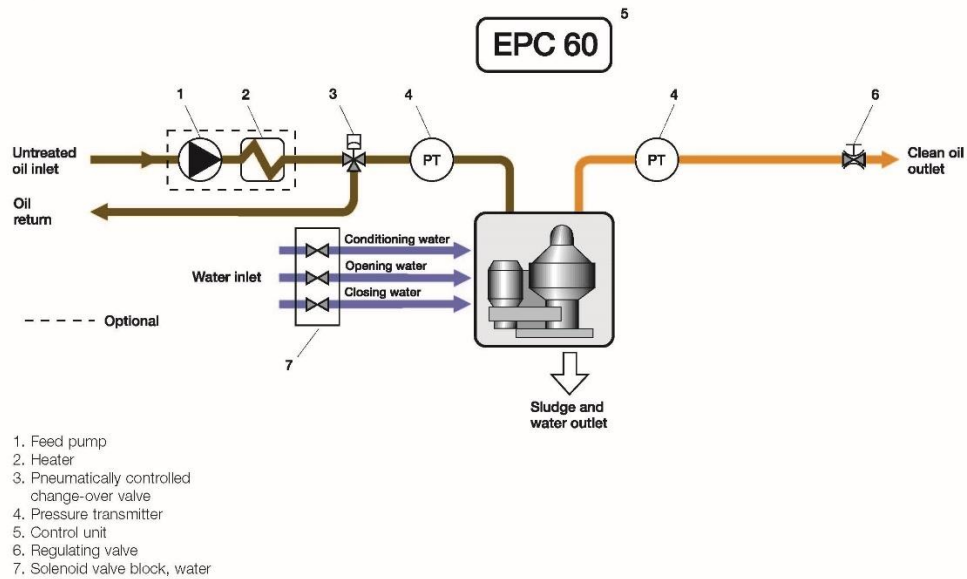 5
EPC 60
1
2
3
4
4
6
Untreated
oil inlet
PT
PT
Clean oil
outlet
Oil
return
Conditioning water
Water inlet
Opening water
Closing water
Optional
7
Sludge and
water outlet
1. Feed pump
2. Heater
3. Pneumatically controlled
change-over valve
4. Pressure transmitter
5. Control unit
6. Regulating valve
7. Solenoid valve block, water